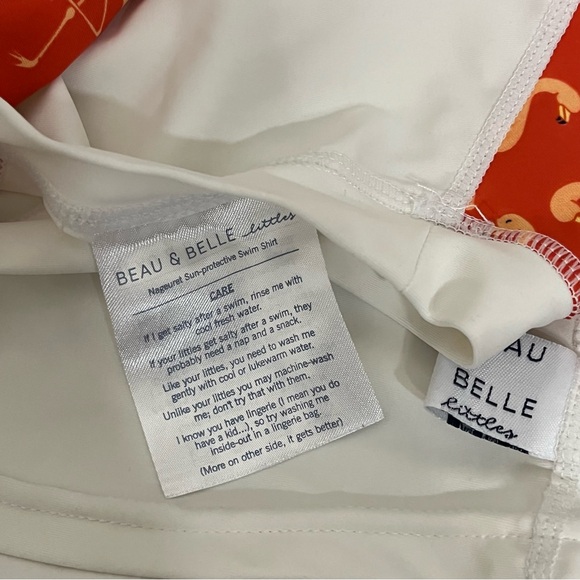 BEAU & BELLE littles
Nageuret Sun-protective Swim Shirt
CARE
If I get salty after a swim, rinse me with
cool fresh water.
If your littles get salty after a swim, they
probably need a nap and a snack.
Like your littles, you need to wash me
gently with cool or lukewarm water.
Unlike your littles you may machine-wash
me; don't try that with them.
I know you have lingerie (I mean you do
have a kid...), so try washing me
inside-out in a lingerie bag.
(More on other side, it gets better)
AU
BELLE
littles